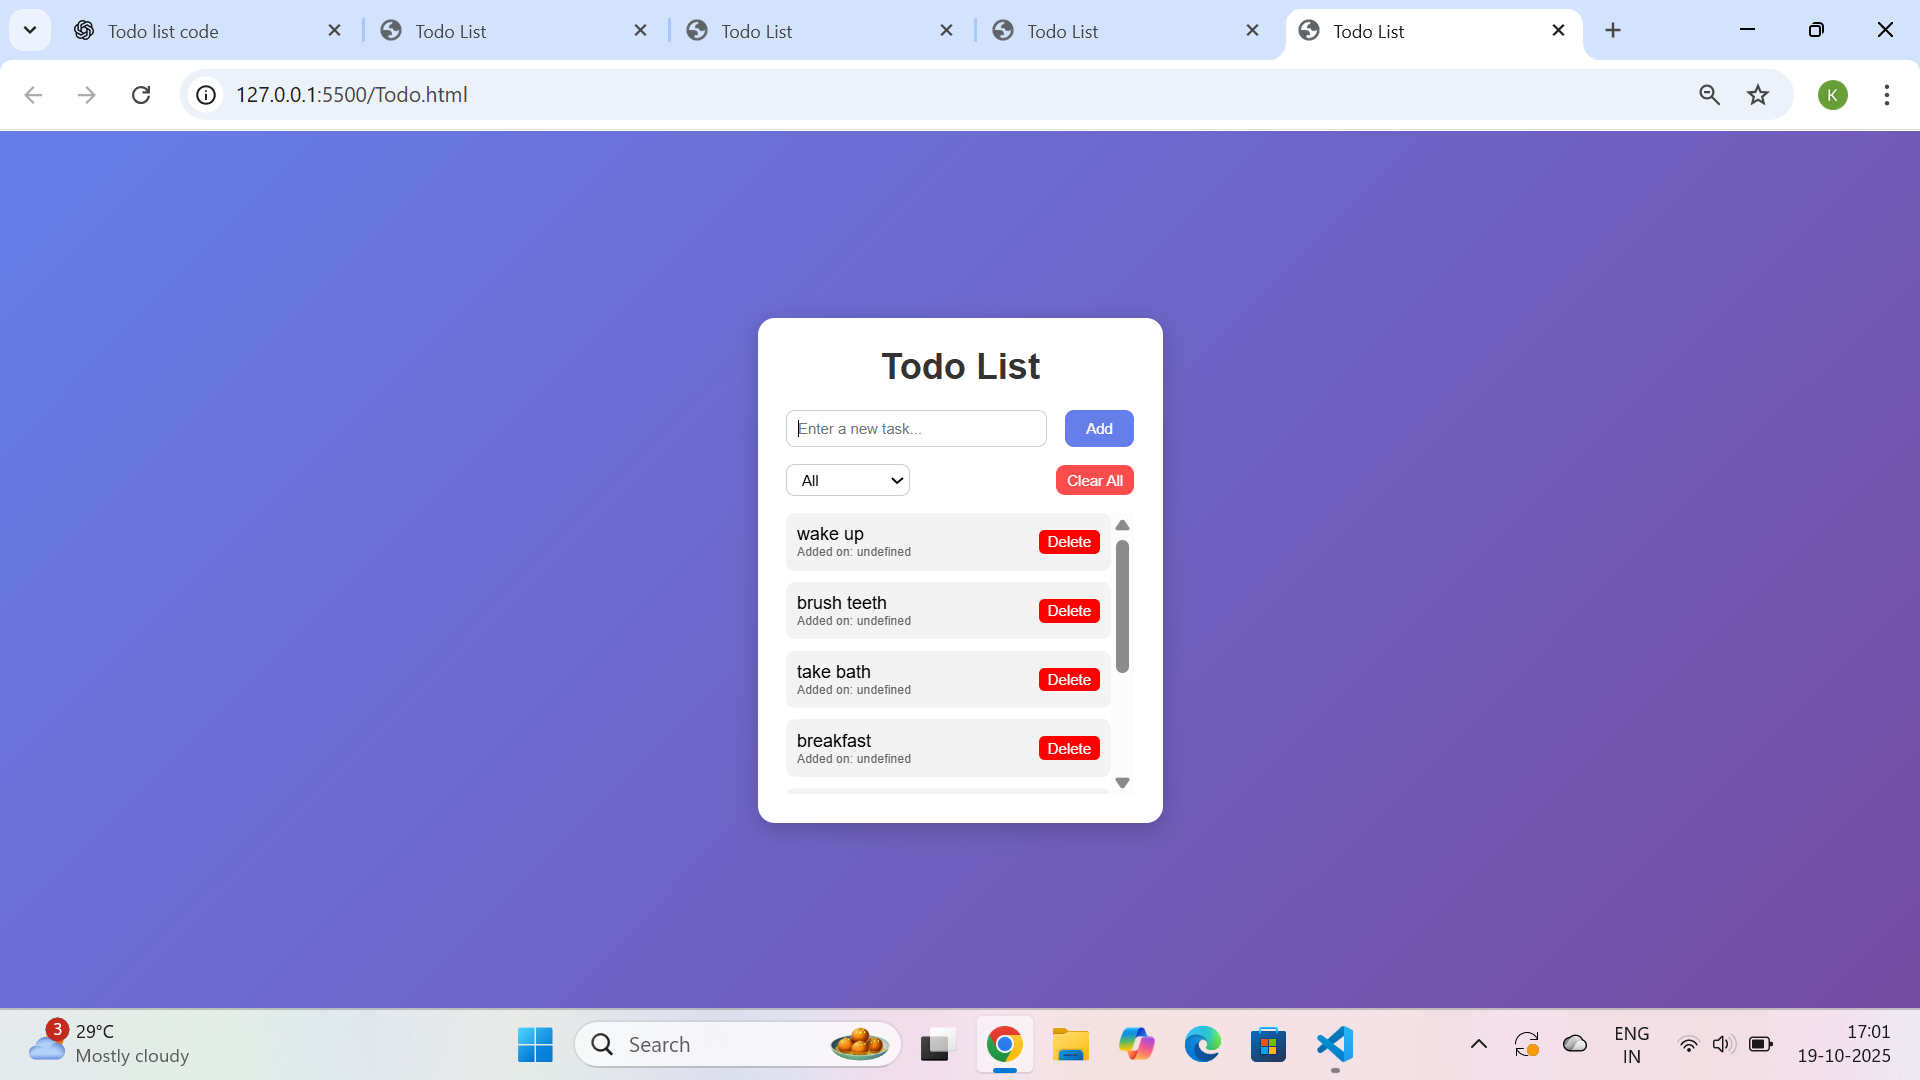 Todo list code
Todo List
Todo List
Todo List
Todo List
127.0.0.1:5500/Todo.html
K
Todo List
Enter a new task...
Add
All
Clear All
wake up
Added on: undefined
Delete
brush teeth
Added on: undefined
Delete
take bath
Added on: undefined
Delete
breakfast
Added on: undefined
Delete
3
29°C
Mostly cloudy
Search
ENG
IN
17:01
19-10-2025